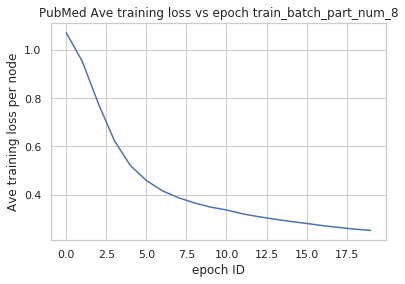 PubMed Ave training loss vs epoch train_batch_part_num_8
Ave training loss per node
1.0
0.8
0.6
0.4
0.0 2.5 5.0 7.5 10.0 12.5 15.0 17.5
epoch ID